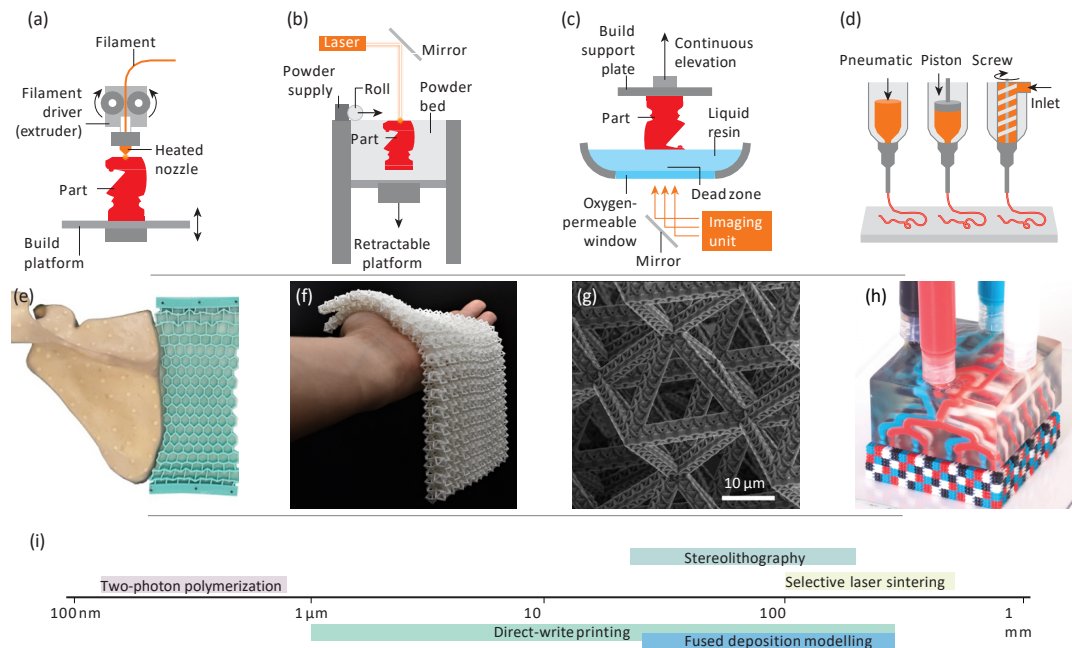 (a)
Filament
Filament
driver
(extruder)
Heated
nozzle
Part
Build
platform
(b)
Laser
Mirror
Powder
supply
Roll
Powder
bed
Part
Retractable
platform
(c)
Build
support
plate
Continuous
elevation
Part
Liquid
resin
Dead zone
Oxygen-
permeable
window
Imaging
unit
Mirror
(d)
Pneumatic
Piston
Screw
Inlet
(e)
(f)
(g)
10 μm
(h)
(i)
Stereolithography
Two-photon polymerization
Selective laser sintering
100 nm
1 μm
10
100
1
mm
Direct-write printing
Fused deposition modelling